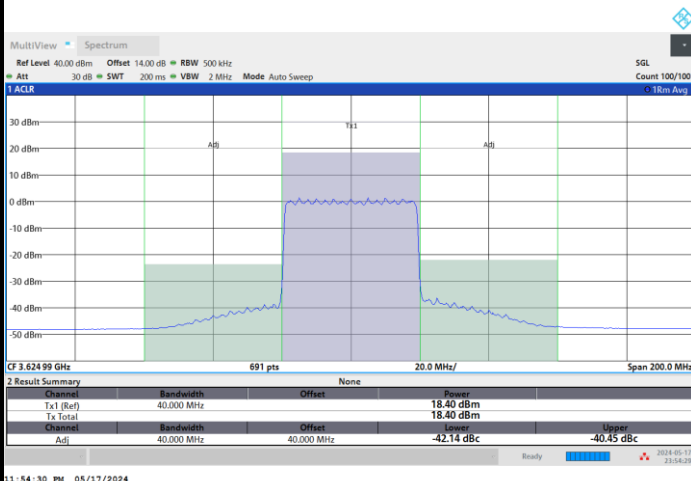 MultiView Spectrum
Ref Level 40.00 dBm Offset 14.00 dB RBW 500 kHz SGL
Att 30 dB SWT 200 ms VBW 2 MHz Mode Auto Sweep Count 100/100
1 ACLR 1Rm Avg
30 dBm
Tx1
20 dBm
Adj Adj
10 dBm
0 dBm
-10 dBm
-20 dBm
-30 dBm
-40 dBm
-50 dBm
CF 3.624 99 GHz 691 pts 20.0 MHz/ Span 200.0 MHz
2 Result Summary None
Channel Bandwidth Offset Power
Tx1 (Ref) 40.000 MHz 18.40 dBm
Tx Total 18.40 dBm
Channel Bandwidth Offset Lower Upper
Adj 40.000 MHz 40.000 MHz -42.14 dBc -40.45 dBc
Ready 2024-05-17
23:54:29
11:54:30 PM 05/17/2024